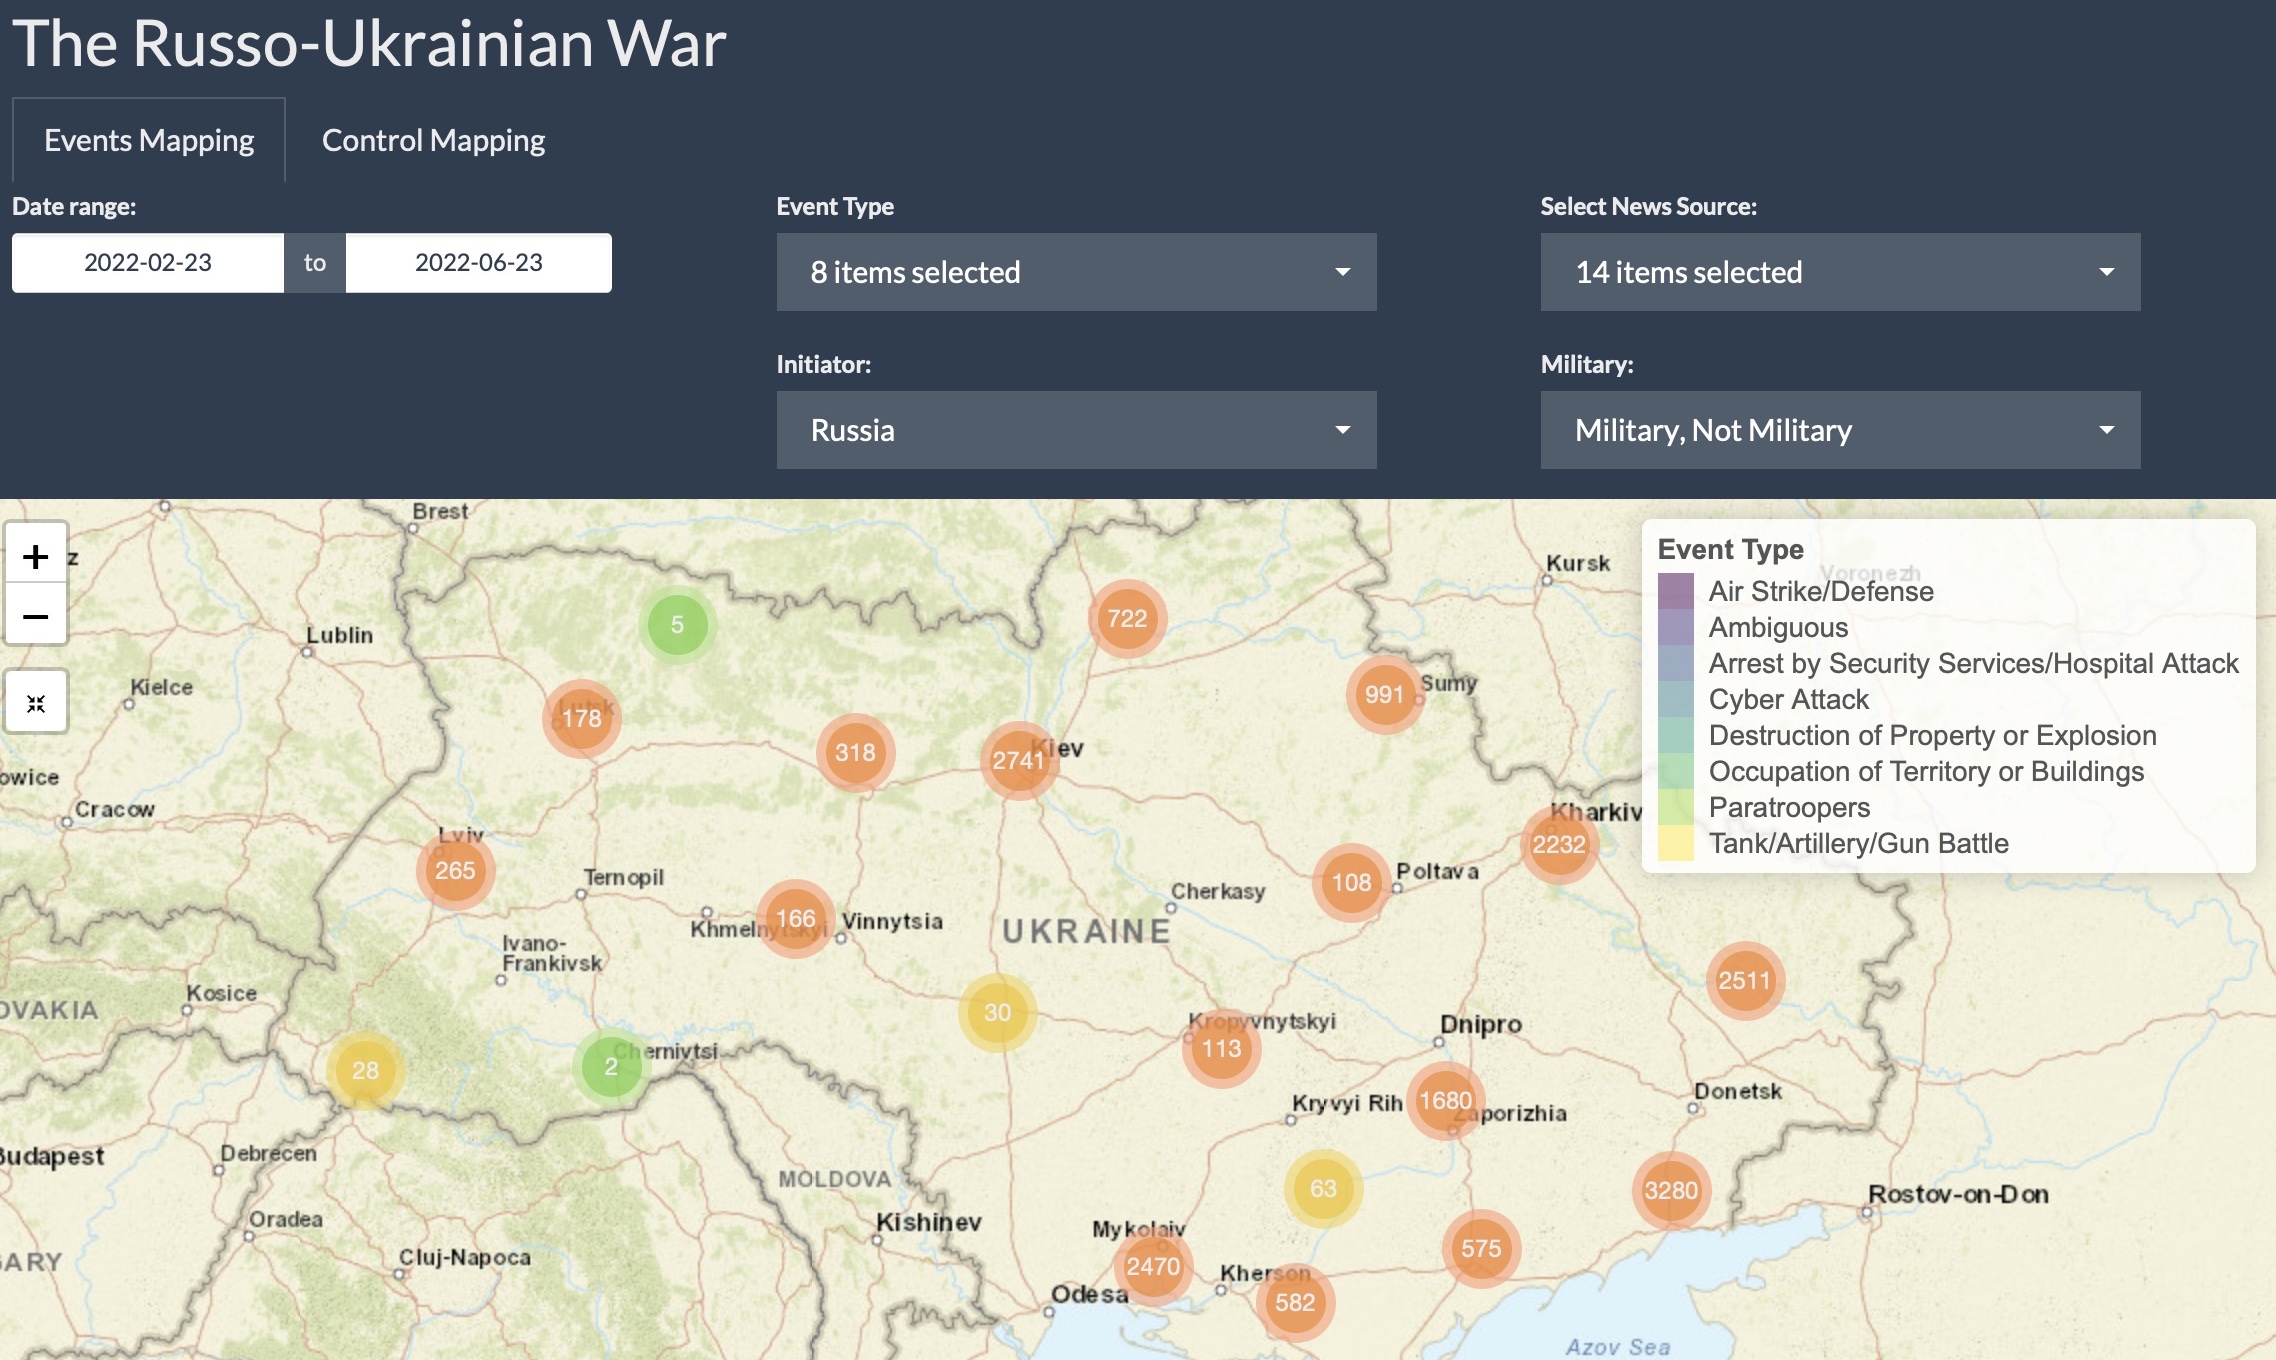 The Russo-Ukrainian War
Events Mapping
Control Mapping
Date range:
2022-02-23 to 2022-06-23
Event Type
8 items selected
Select News Source:
14 items selected
Initiator:
Russia
Military:
Military, Not Military
+
−
Event Type
Air Strike/Defense
Ambiguous
Arrest by Security Services/Hospital Attack
Cyber Attack
Destruction of Property or Explosion
Occupation of Territory or Buildings
Paratroopers
Tank/Artillery/Gun Battle
Brest
Kursk
Voronezh
z
5
722
Lublin
Kielce
178
991
Sumy
318
2741
Kiev
owice
Cracow
Kharkiv
Lviv
265
2232
Ternopil
108
Poltava
Cherkasy
166
Khmelnytskyi
Vinnytsia
UKRAINE
Ivano-
Frankivsk
2511
Kosice
OVAKIA
30
Kropyvnytskyi
113
Dnipro
28
2
Chernivtsi
Kryvyi Rih
1680
Zaporizhia
Donetsk
Budapest
Debrecen
MOLDOVA
63
3280
Rostov-on-Don
Oradea
Kishinev
Mykolaiv
575
GARY
Cluj-Napoca
2470
Kherson
Odesa
582
Azov Sea